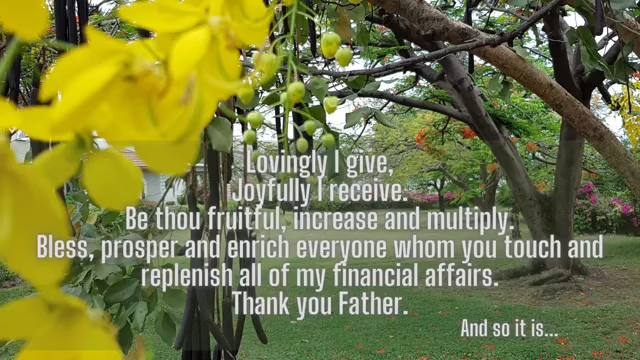 Lovingly I give,
Joyfully I receive.
Be thou fruitful, increase and multiply.
Bless, prosper and enrich everyone whom you touch and
replenish all of my financial affairs.
Thank you Father.
And so it is...